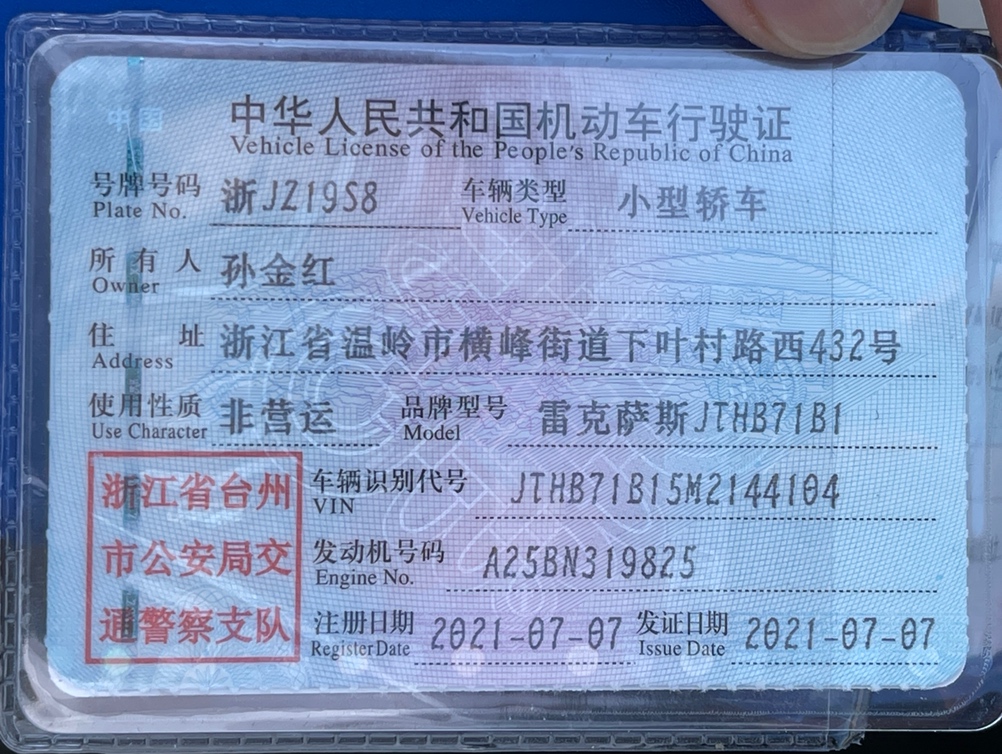 中国
中华人民共和国机动车行驶证
Vehicle License of the People's Republic of China
号牌号码 浙JZ19S8 车辆类型 小型轿车
Plate No. Vehicle Type
所有人 孙金红
Owner
住址 浙江省温岭市横峰街道下叶村路西432号
Address
使用性质 非营运 品牌型号 雷克萨斯JTHB71B1
Use Character Model
浙江省台州
市公安局交
通警察支队
车辆识别代号 JTHB71B15M2144104
VIN
发动机号码 A25BN319825
Engine No.
注册日期 2021-07-07 发证日期 2021-07-07
Register Date Issue Date